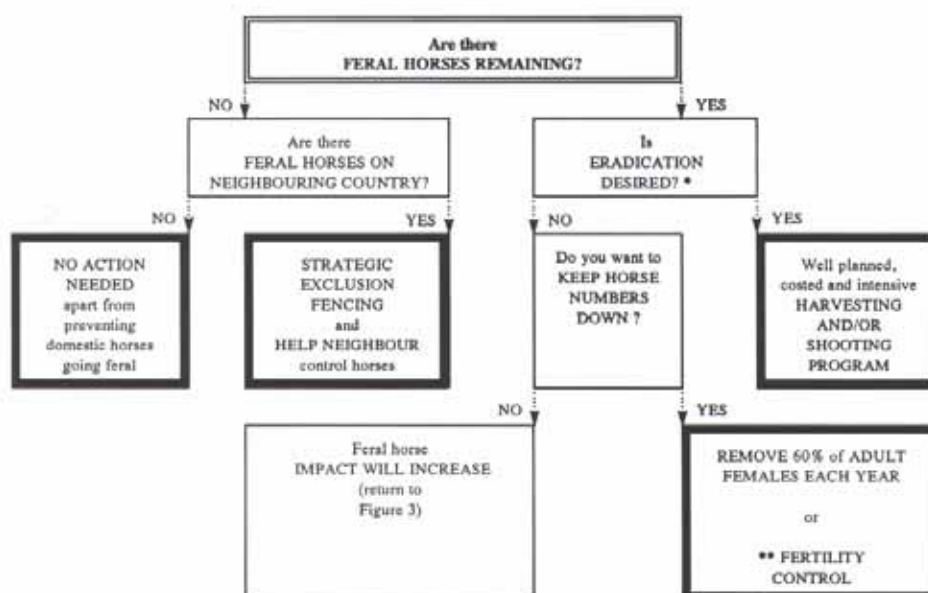 Are there
FERAL HORSES REMAINING?
NO
YES
Are there
FERAL HORSES ON
NEIGHBOURING COUNTRY?
Is
ERADICATION
DESIRED? *
NO
YES
NO
YES
NO ACTION
NEEDED
apart from
preventing
domestic horses
going feral
STRATEGIC
EXCLUSION
FENCING
and
HELP NEIGHBOUR
control horses
Do you want to
KEEP HORSE
NUMBERS
DOWN ?
Well planned,
costed and intensive
HARVESTING
AND/OR
SHOOTING
PROGRAM
NO
YES
Feral horse
IMPACT WILL INCREASE
(return to
Figure 3)
REMOVE 60% of ADULT
FEMALES EACH YEAR
or
** FERTILITY
CONTROL